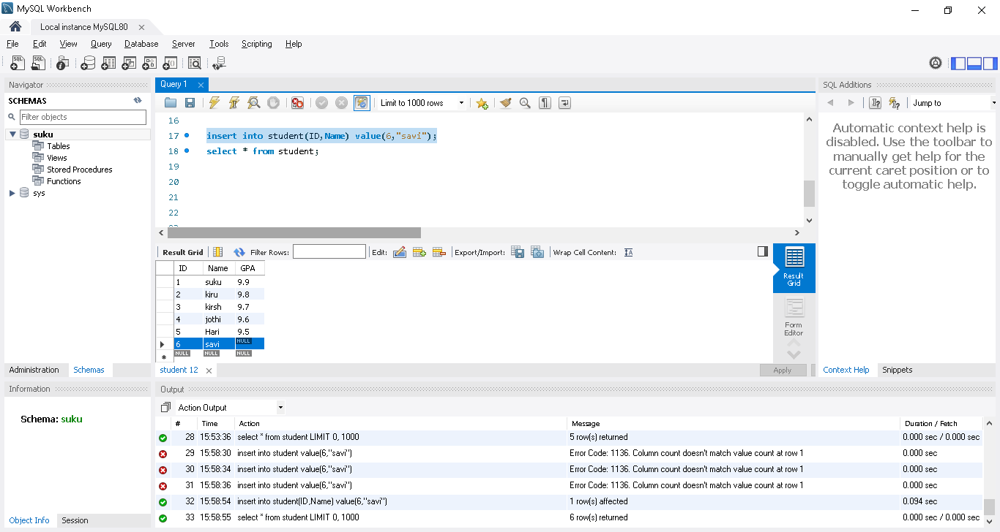 MySQL Workbench
Local instance MySQL80
File Edit View Query Database Server Tools Scripting Help
Navigator
SCHEMAS
Filter objects
suku
Tables
Views
Stored Procedures
Functions
sys
Administration Schemas
Information
Schema: suku
Object Info Session
Query 1
Limit to 1000 rows
16
17 insert into student(ID,Name) value(6,"savi");
18 select * from student;
19
20
21
22
Result Grid Filter Rows: Edit: Export/Import: Wrap Cell Content:
ID Name GPA
1 suku 9.9
2 kiru 9.8
3 kirsh 9.7
4 jothi 9.6
5 Hari 9.5
6 savi NULL
NULL NULL NULL
Result
Grid
Form
Editor
student 12
Apply
SQL Additions
Jump to
Automatic context help is
disabled. Use the toolbar to
manually get help for the
current caret position or to
toggle automatic help.
Context Help Snippets
Output
Action Output
# Time Action Message Duration / Fetch
28 15:53:36 select * from student LIMIT 0, 1000 5 row(s) returned 0.000 sec / 0.000 sec
29 15:58:30 insert into student value(6,"savi") Error Code: 1136. Column count doesn't match value count at row 1 0.000 sec
30 15:58:34 insert into student value(6,"savi") Error Code: 1136. Column count doesn't match value count at row 1 0.000 sec
31 15:58:36 insert into student value(6,"savi") Error Code: 1136. Column count doesn't match value count at row 1 0.000 sec
32 15:58:54 insert into student(ID,Name) value(6,"savi") 1 row(s) affected 0.094 sec
33 15:58:55 select * from student LIMIT 0, 1000 6 row(s) returned 0.000 sec / 0.000 sec